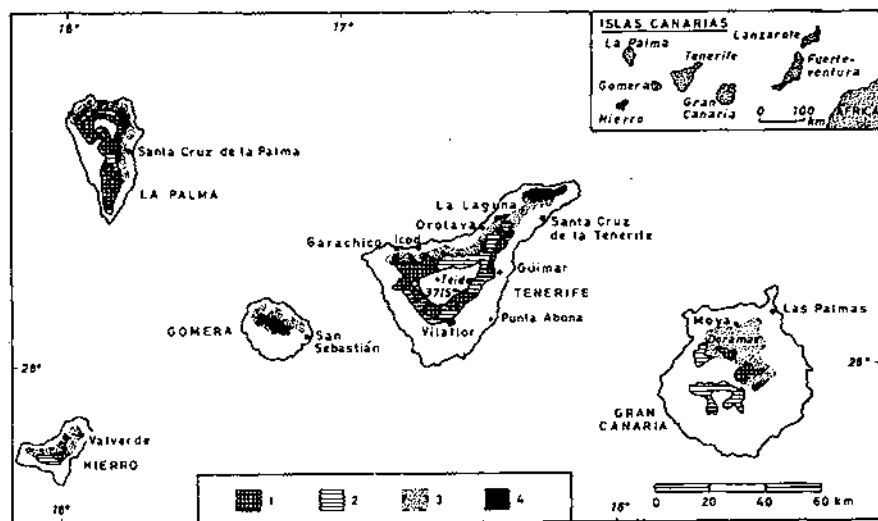 18°
17°
ISLAS CANARIAS
La Palma
Tenerife
Lanzarote
Gomera
Fuerte-
ventura
Hierro
Gran
Canaria
0 100
km
AFRICA
Santa Cruz de la Palma
LA PALMA
La Laguna
Orotava
Santa Cruz
de la Tenerife
Garachico
Icod
Teide
3715m
Güimar
TENERIFE
Punta Abona
Vilaflor
GOMERA
San
Sebastián
Las Palmas
Moya
Doramas
28°
28°
GRAN
CANARIA
Valverde
HIERRO
1 2 3 4
18°
16°
0 20 40 60 km